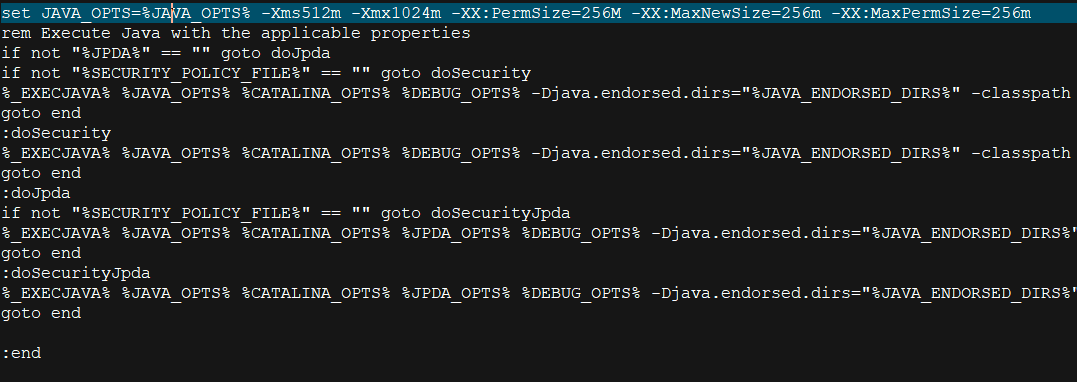 set JAVA_OPTS=%JAVA_OPTS% -Xms512m -Xmx1024m -XX:PermSize=256M -XX:MaxNewSize=256m -XX:MaxPermSize=256m
rem Execute Java with the applicable properties
if not "%JPDA%" == "" goto doJpda
if not "%SECURITY_POLICY_FILE%" == "" goto doSecurity
%_EXECJAVA% %JAVA_OPTS% %CATALINA_OPTS% %DEBUG_OPTS% -Djava.endorsed.dirs="%JAVA_ENDORSED_DIRS%" -classpath
goto end
:doSecurity
%_EXECJAVA% %JAVA_OPTS% %CATALINA_OPTS% %DEBUG_OPTS% -Djava.endorsed.dirs="%JAVA_ENDORSED_DIRS%" -classpath
goto end
:doJpda
if not "%SECURITY_POLICY_FILE%" == "" goto doSecurityJpda
%_EXECJAVA% %JAVA_OPTS% %CATALINA_OPTS% %JPDA_OPTS% %DEBUG_OPTS% -Djava.endorsed.dirs="%JAVA_ENDORSED_DIRS%"
goto end
:doSecurityJpda
%_EXECJAVA% %JAVA_OPTS% %CATALINA_OPTS% %JPDA_OPTS% %DEBUG_OPTS% -Djava.endorsed.dirs="%JAVA_ENDORSED_DIRS%"
goto end
:end